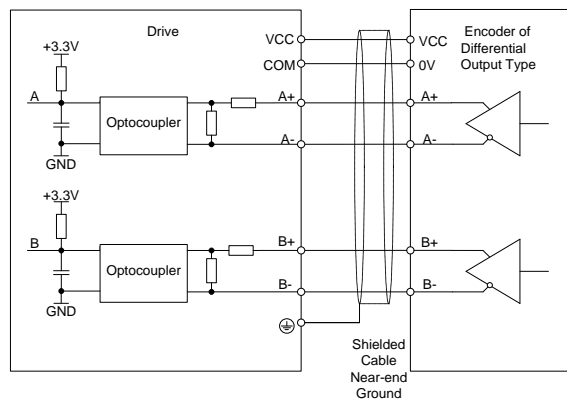 Drive
Encoder of
Differential
Output Type
+3.3V
VCC
VCC
COM
0V
A
Optocoupler
A+
A+
A-
A-
GND
+3.3V
B
Optocoupler
B+
B+
B-
B-
GND
Shielded
Cable
Near-end
Ground